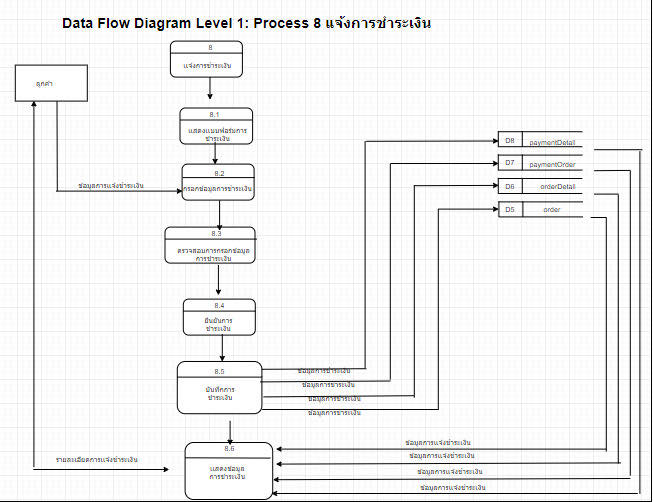 Data Flow Diagram Level 1: Process 8 แจ้งการชำระเงิน
8
แจ้งการชำระเงิน
ลูกค้า
8.1
แสดงแบบฟอร์มการ
ชำระเงิน
D8 paymentDetail
D7 paymentOrder
8.2
กรอกข้อมูลการชำระเงิน
ข้อมูลการแจ้งชำระเงิน
D6 orderDetail
D5 order
8.3
ตรวจสอบการกรอกข้อมูล
การชำระเงิน
8.4
ยืนยันการ
ชำระเงิน
8.5
บันทึกการ
ชำระเงิน
ข้อมูลการชำระเงิน
ข้อมูลการชำระเงิน
ข้อมูลการชำระเงิน
ข้อมูลการชำระเงิน
8.6
แสดงข้อมูล
การชำระเงิน
รายละเอียดการแจ้งชำระเงิน
ข้อมูลการแจ้งชำระเงิน
ข้อมูลการแจ้งชำระเงิน
ข้อมูลการแจ้งชำระเงิน
ข้อมูลการแจ้งชำระเงิน